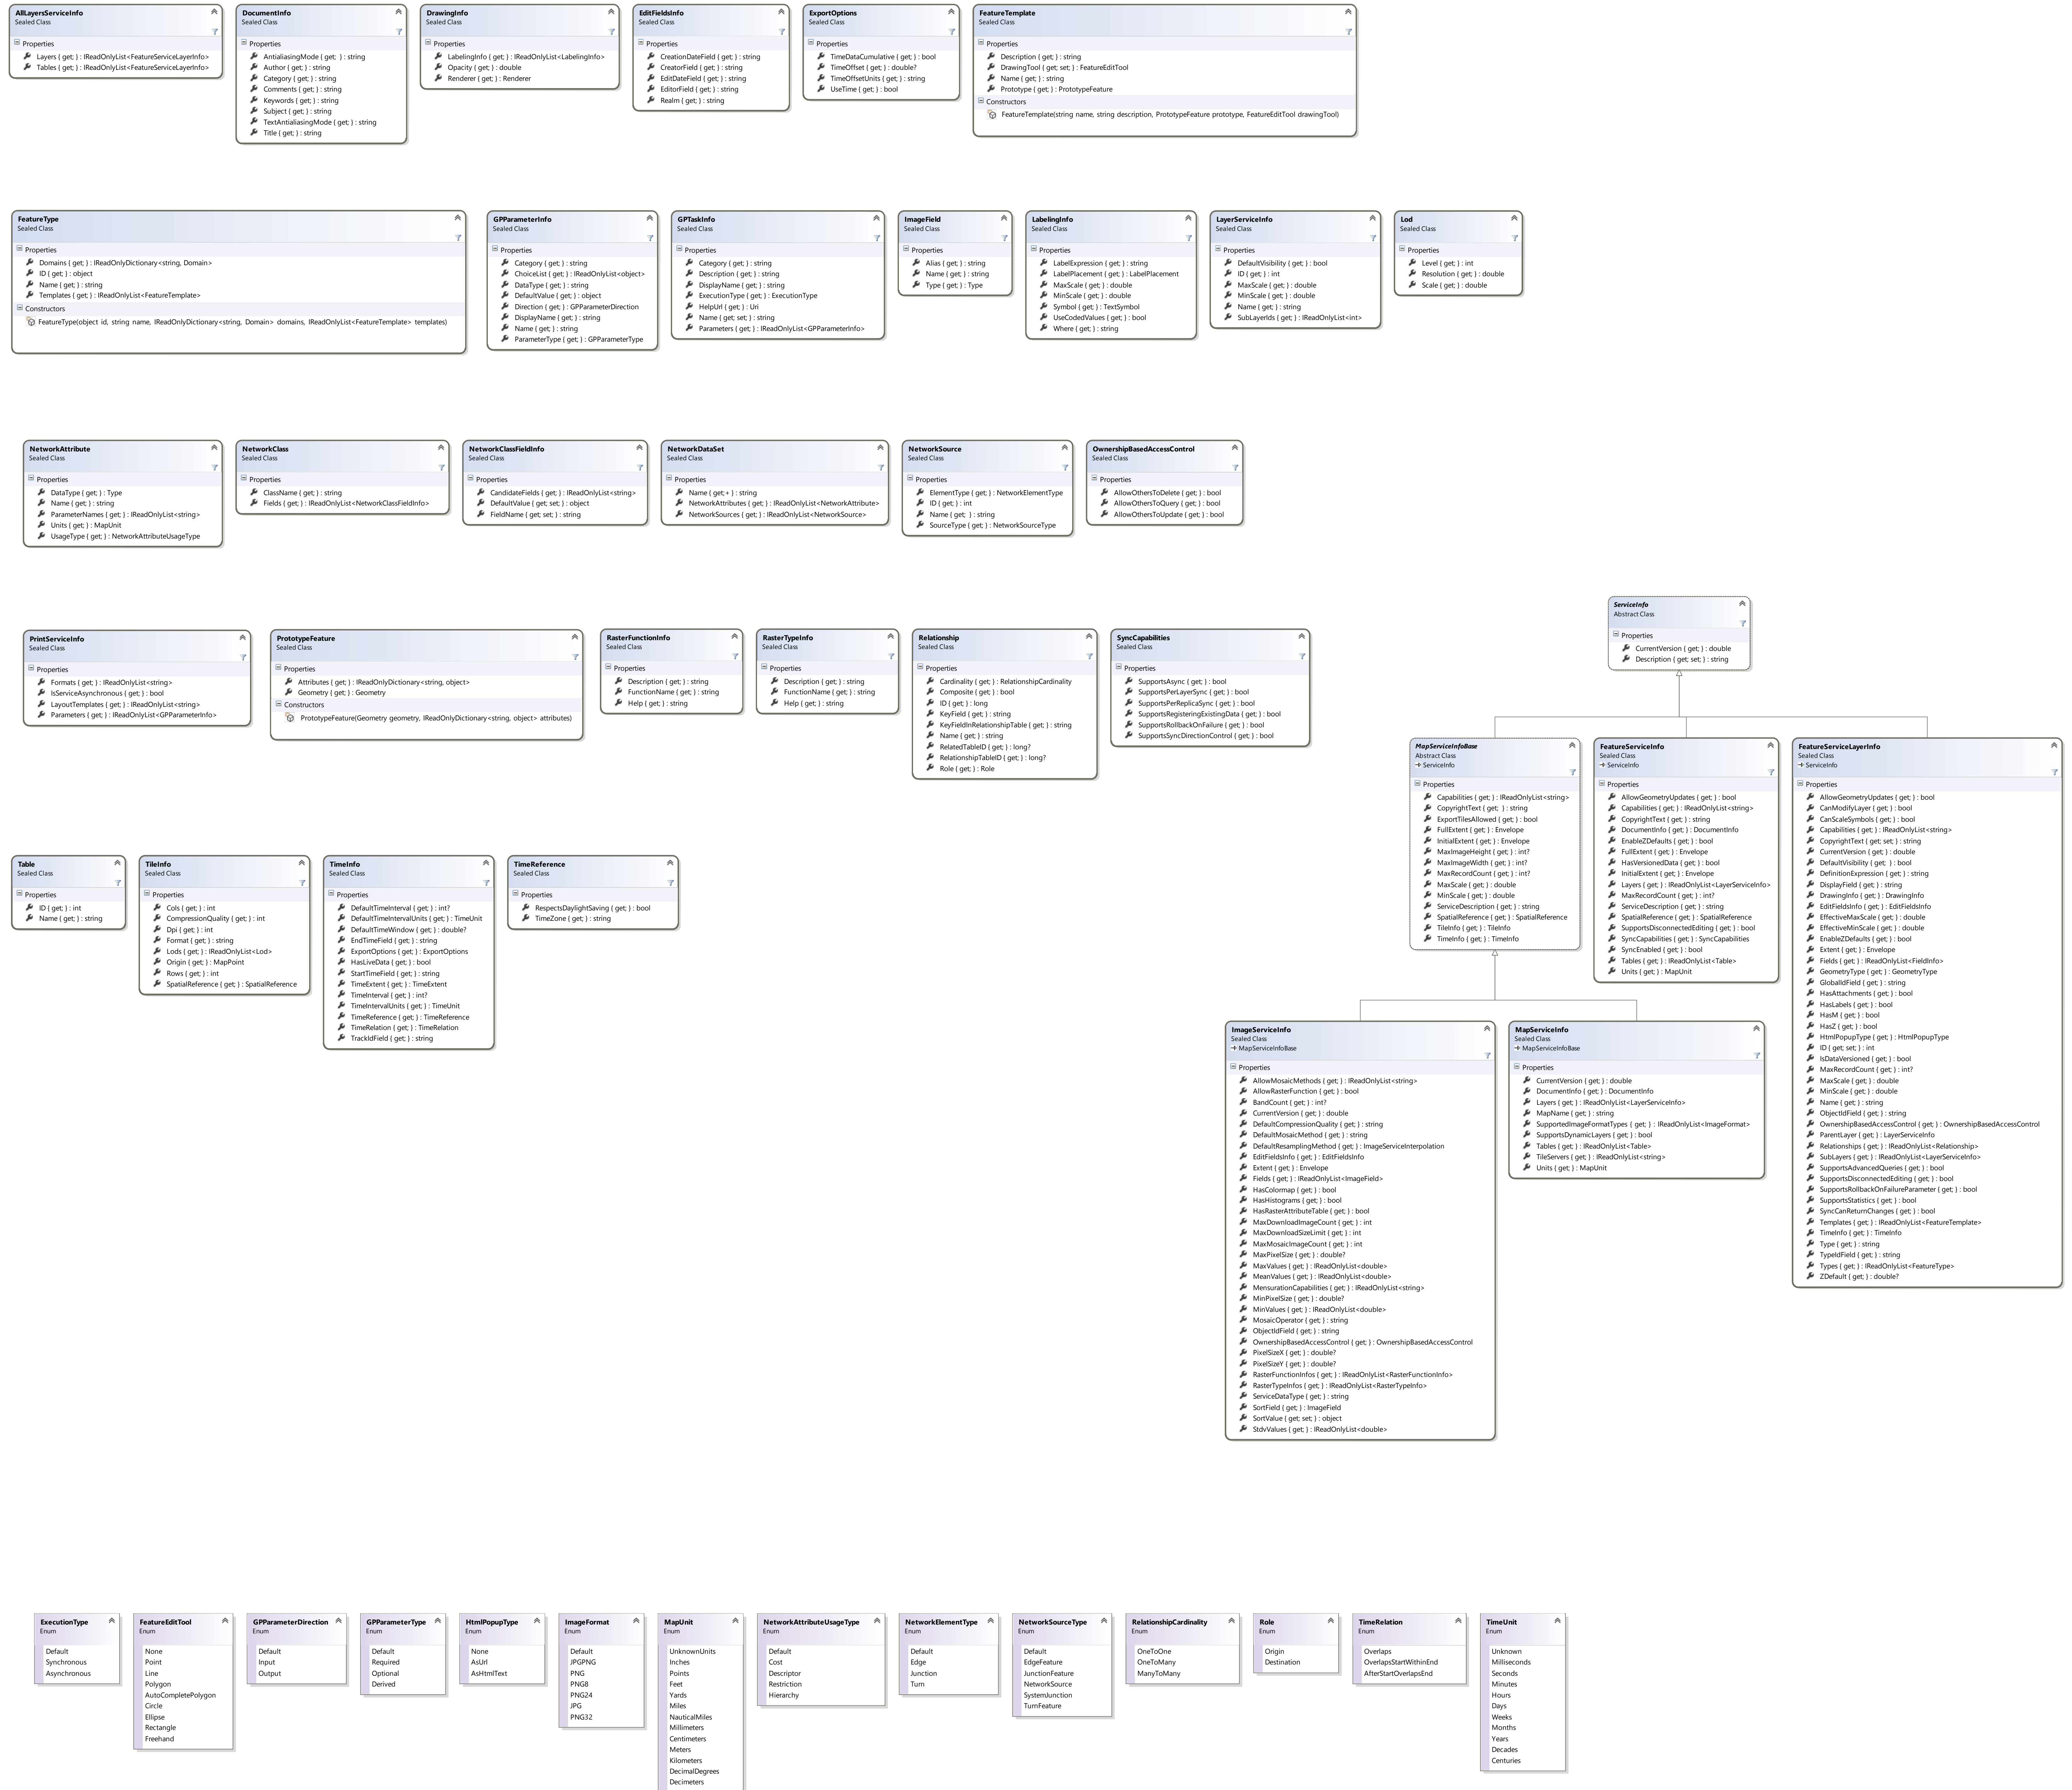 AllLayersServiceInfo
Sealed Class
Properties
Layers { get; } : IReadOnlyList<FeatureServiceLayerInfo>
Tables { get; } : IReadOnlyList<FeatureServiceLayerInfo>
DocumentInfo
Sealed Class
Properties
AntialiasingMode { get; } : string
Author { get; } : string
Category { get; } : string
Comments { get; } : string
Keywords { get; } : string
Subject { get; } : string
TextAntialiasingMode { get; } : string
Title { get; } : string
DrawingInfo
Sealed Class
Properties
LabelingInfo { get; } : IReadOnlyList<LabelingInfo>
Opacity { get; } : double
Renderer { get; } : Renderer
EditFieldsInfo
Sealed Class
Properties
CreationDateField { get; } : string
CreatorField { get; } : string
EditDateField { get; } : string
EditorField { get; } : string
Realm { get; } : string
ExportOptions
Sealed Class
Properties
TimeDataCumulative { get; } : bool
TimeOffset { get; } : double?
TimeOffsetUnits { get; } : string
UseTime { get; } : bool
FeatureTemplate
Sealed Class
Properties
Description { get; } : string
DrawingTool { get; set; } : FeatureEditTool
Name { get; } : string
Prototype { get; } : PrototypeFeature
Constructors
FeatureTemplate(string name, string description, PrototypeFeature prototype, FeatureEditTool drawingTool)
FeatureType
Sealed Class
Properties
Domains { get; } : IReadOnlyDictionary<string, Domain>
ID { get; } : object
Name { get; } : string
Templates { get; } : IReadOnlyList<FeatureTemplate>
Constructors
FeatureType(object id, string name, IReadOnlyDictionary<string, Domain> domains, IReadOnlyList<FeatureTemplate> templates)
GPParameterInfo
Sealed Class
Properties
Category { get; } : string
ChoiceList { get; } : IReadOnlyList<object>
DataType { get; } : string
DefaultValue { get; } : object
Direction { get; } : GPParameterDirection
DisplayName { get; } : string
Name { get; } : string
ParameterType { get; } : GPParameterType
GPTaskInfo
Sealed Class
Properties
Category { get; } : string
Description { get; } : string
DisplayName { get; } : string
ExecutionType { get; } : ExecutionType
HelpUrl { get; } : Uri
Name { get; set; } : string
Parameters { get; } : IReadOnlyList<GPParameterInfo>
ImageField
Sealed Class
Properties
Alias { get; } : string
Name { get; } : string
Type { get; } : Type
LabelingInfo
Sealed Class
Properties
LabelExpression { get; } : string
LabelPlacement { get; } : LabelPlacement
MaxScale { get; } : double
MinScale { get; } : double
Symbol { get; } : TextSymbol
UseCodedValues { get; } : bool
Where { get; } : string
LayerServiceInfo
Sealed Class
Properties
DefaultVisibility { get; } : bool
ID { get; } : int
MaxScale { get; } : double
MinScale { get; } : double
Name { get; } : string
SubLayerIds { get; } : IReadOnlyList<int>
Lod
Sealed Class
Properties
Level { get; } : int
Resolution { get; } : double
Scale { get; } : double
NetworkAttribute
Sealed Class
Properties
DataType { get; } : Type
Name { get; } : string
ParameterNames { get; } : IReadOnlyList<string>
Units { get; } : MapUnit
UsageType { get; } : NetworkAttributeUsageType
NetworkClass
Sealed Class
Properties
ClassName { get; } : string
Fields { get; } : IReadOnlyList<NetworkClassFieldInfo>
NetworkClassFieldInfo
Sealed Class
Properties
CandidateFields { get; } : IReadOnlyList<string>
DefaultValue { get; set; } : object
FieldName { get; set; } : string
NetworkDataSet
Sealed Class
Properties
Name { get;+ } : string
NetworkAttributes { get; } : IReadOnlyList<NetworkAttribute>
NetworkSources { get; } : IReadOnlyList<NetworkSource>
NetworkSource
Sealed Class
Properties
ElementType { get; } : NetworkElementType
ID { get; } : int
Name { get; } : string
SourceType { get; } : NetworkSourceType
OwnershipBasedAccessControl
Sealed Class
Properties
AllowOthersToDelete { get; } : bool
AllowOthersToQuery { get; } : bool
AllowOthersToUpdate { get; } : bool
PrintServiceInfo
Sealed Class
Properties
Formats { get; } : IReadOnlyList<string>
IsServiceAsynchronous { get; } : bool
LayoutTemplates { get; } : IReadOnlyList<string>
Parameters { get; } : IReadOnlyList<GPParameterInfo>
PrototypeFeature
Sealed Class
Properties
Attributes { get; } : IReadOnlyDictionary<string, object>
Geometry { get; } : Geometry
Constructors
PrototypeFeature(Geometry geometry, IReadOnlyDictionary<string, object> attributes)
RasterFunctionInfo
Sealed Class
Properties
Description { get; } : string
FunctionName { get; } : string
Help { get; } : string
RasterTypeInfo
Sealed Class
Properties
Description { get; } : string
FunctionName { get; } : string
Help { get; } : string
Relationship
Sealed Class
Properties
Cardinality { get; } : RelationshipCardinality
Composite { get; } : bool
ID { get; } : long
KeyField { get; } : string
KeyFieldInRelationshipTable { get; } : string
Name { get; } : string
RelatedTableID { get; } : long?
RelationshipTableID { get; } : long?
Role { get; } : Role
SyncCapabilities
Sealed Class
Properties
SupportsAsync { get; } : bool
SupportsPerLayerSync { get; } : bool
SupportsPerReplicaSync { get; } : bool
SupportsRegisteringExistingData { get; } : bool
SupportsRollbackOnFailure { get; } : bool
SupportsSyncDirectionControl { get; } : bool
ServiceInfo
Abstract Class
Properties
CurrentVersion { get; } : double
Description { get; set; } : string
MapServiceInfoBase
Abstract Class
ServiceInfo
Properties
Capabilities { get; } : IReadOnlyList<string>
CopyrightText { get; } : string
ExportTilesAllowed { get; } : bool
FullExtent { get; } : Envelope
InitialExtent { get; } : Envelope
MaxImageHeight { get; } : int?
MaxImageWidth { get; } : int?
MaxRecordCount { get; } : int?
MaxScale { get; } : double
MinScale { get; } : double
ServiceDescription { get; } : string
SpatialReference { get; } : SpatialReference
TileInfo { get; } : TileInfo
TimeInfo { get; } : TimeInfo
FeatureServiceInfo
Sealed Class
ServiceInfo
Properties
AllowGeometryUpdates { get; } : bool
Capabilities { get; } : IReadOnlyList<string>
CopyrightText { get; } : string
DocumentInfo { get; } : DocumentInfo
EnableZDefaults { get; } : bool
FullExtent { get; } : Envelope
HasVersionedData { get; } : bool
InitialExtent { get; } : Envelope
Layers { get; } : IReadOnlyList<LayerServiceInfo>
MaxRecordCount { get; } : int?
ServiceDescription { get; } : string
SpatialReference { get; } : SpatialReference
SupportsDisconnectedEditing { get; } : bool
SyncCapabilities { get; } : SyncCapabilities
SyncEnabled { get; } : bool
Tables { get; } : IReadOnlyList<Table>
Units { get; } : MapUnit
FeatureServiceLayerInfo
Sealed Class
ServiceInfo
Properties
AllowGeometryUpdates { get; } : bool
CanModifyLayer { get; } : bool
CanScaleSymbols { get; } : bool
Capabilities { get; } : IReadOnlyList<string>
CopyrightText { get; set; } : string
CurrentVersion { get; } : double
DefaultVisibility { get; } : bool
DefinitionExpression { get; } : string
DisplayField { get; } : string
DrawingInfo { get; } : DrawingInfo
EditFieldsInfo { get; } : EditFieldsInfo
EffectiveMaxScale { get; } : double
EffectiveMinScale { get; } : double
EnableZDefaults { get; } : bool
Extent { get; } : Envelope
Fields { get; } : IReadOnlyList<FieldInfo>
GeometryType { get; } : GeometryType
GlobalIdField { get; } : string
HasAttachments { get; } : bool
HasLabels { get; } : bool
HasM { get; } : bool
HasZ { get; } : bool
HtmlPopupType { get; } : HtmlPopupType
ID { get; set; } : int
IsDataVersioned { get; } : bool
MaxRecordCount { get; } : int?
MaxScale { get; } : double
MinScale { get; } : double
Name { get; } : string
ObjectIdField { get; } : string
OwnershipBasedAccessControl { get; } : OwnershipBasedAccessControl
ParentLayer { get; } : LayerServiceInfo
Relationships { get; } : IReadOnlyList<Relationship>
SubLayers { get; } : IReadOnlyList<LayerServiceInfo>
SupportsAdvancedQueries { get; } : bool
SupportsDisconnectedEditing { get; } : bool
SupportsRollbackOnFailureParameter { get; } : bool
SupportsStatistics { get; } : bool
SyncCanReturnChanges { get; } : bool
Templates { get; } : IReadOnlyList<FeatureTemplate>
TimeInfo { get; } : TimeInfo
Type { get; } : string
TypeIdField { get; } : string
Types { get; } : IReadOnlyList<FeatureType>
ZDefault { get; } : double?
Table
Sealed Class
Properties
ID { get; } : int
Name { get; } : string
TileInfo
Sealed Class
Properties
Cols { get; } : int
CompressionQuality { get; } : int
Dpi { get; } : int
Format { get; } : string
Lods { get; } : IReadOnlyList<Lod>
Origin { get; } : MapPoint
Rows { get; } : int
SpatialReference { get; } : SpatialReference
TimeInfo
Sealed Class
Properties
DefaultTimeInterval { get; } : int?
DefaultTimeIntervalUnits { get; } : TimeUnit
DefaultTimeWindow { get; } : double?
EndTimeField { get; } : string
ExportOptions { get; } : ExportOptions
HasLiveData { get; } : bool
StartTimeField { get; } : string
TimeExtent { get; } : TimeExtent
TimeInterval { get; } : int?
TimeIntervalUnits { get; } : TimeUnit
TimeReference { get; } : TimeReference
TimeRelation { get; } : TimeRelation
TrackIdField { get; } : string
TimeReference
Sealed Class
Properties
RespectsDaylightSaving { get; } : bool
TimeZone { get; } : string
ImageServiceInfo
Sealed Class
MapServiceInfoBase
Properties
AllowMosaicMethods { get; } : IReadOnlyList<string>
AllowRasterFunction { get; } : bool
BandCount { get; } : int?
CurrentVersion { get; } : double
DefaultCompressionQuality { get; } : string
DefaultMosaicMethod { get; } : string
DefaultResamplingMethod { get; } : ImageServiceInterpolation
EditFieldsInfo { get; } : EditFieldsInfo
Extent { get; } : Envelope
Fields { get; } : IReadOnlyList<ImageField>
HasColormap { get; } : bool
HasHistograms { get; } : bool
HasRasterAttributeTable { get; } : bool
MaxDownloadImageCount { get; } : int
MaxDownloadSizeLimit { get; } : int
MaxMosaicImageCount { get; } : int
MaxPixelSize { get; } : double?
MaxValues { get; } : IReadOnlyList<double>
MeanValues { get; } : IReadOnlyList<double>
MensurationCapabilities { get; } : IReadOnlyList<string>
MinPixelSize { get; } : double?
MinValues { get; } : IReadOnlyList<double>
MosaicOperator { get; } : string
ObjectIdField { get; } : string
OwnershipBasedAccessControl { get; } : OwnershipBasedAccessControl
PixelSizeX { get; } : double?
PixelSizeY { get; } : double?
RasterFunctionInfos { get; } : IReadOnlyList<RasterFunctionInfo>
RasterTypeInfos { get; } : IReadOnlyList<RasterTypeInfo>
ServiceDataType { get; } : string
SortField { get; } : ImageField
SortValue { get; set; } : object
StdvValues { get; } : IReadOnlyList<double>
MapServiceInfo
Sealed Class
MapServiceInfoBase
Properties
CurrentVersion { get; } : double
DocumentInfo { get; } : DocumentInfo
Layers { get; } : IReadOnlyList<LayerServiceInfo>
MapName { get; } : string
SupportedImageFormatTypes { get; } : IReadOnlyList<ImageFormat>
SupportsDynamicLayers { get; } : bool
Tables { get; } : IReadOnlyList<Table>
TileServers { get; } : IReadOnlyList<string>
Units { get; } : MapUnit
ExecutionType
Enum
Default
Synchronous
Asynchronous
FeatureEditTool
Enum
None
Point
Line
Polygon
AutoCompletePolygon
Circle
Ellipse
Rectangle
Freehand
GPParameterDirection
Enum
Default
Input
Output
GPParameterType
Enum
Default
Required
Optional
Derived
HtmlPopupType
Enum
None
AsUrl
AsHtmlText
ImageFormat
Enum
Default
JPGPNG
PNG
PNG8
PNG24
JPG
PNG32
MapUnit
Enum
UnknownUnits
Inches
Points
Feet
Yards
Miles
NauticalMiles
Millimeters
Centimeters
Meters
Kilometers
DecimalDegrees
Decimeters
NetworkAttributeUsageType
Enum
Default
Cost
Descriptor
Restriction
Hierarchy
NetworkElementType
Enum
Default
Edge
Junction
Turn
NetworkSourceType
Enum
Default
EdgeFeature
JunctionFeature
NetworkSource
SystemJunction
TurnFeature
RelationshipCardinality
Enum
OneToOne
OneToMany
ManyToMany
Role
Enum
Origin
Destination
TimeRelation
Enum
Overlaps
OverlapsStartWithinEnd
AfterStartOverlapsEnd
TimeUnit
Enum
Unknown
Milliseconds
Seconds
Minutes
Hours
Days
Weeks
Months
Years
Decades
Centuries